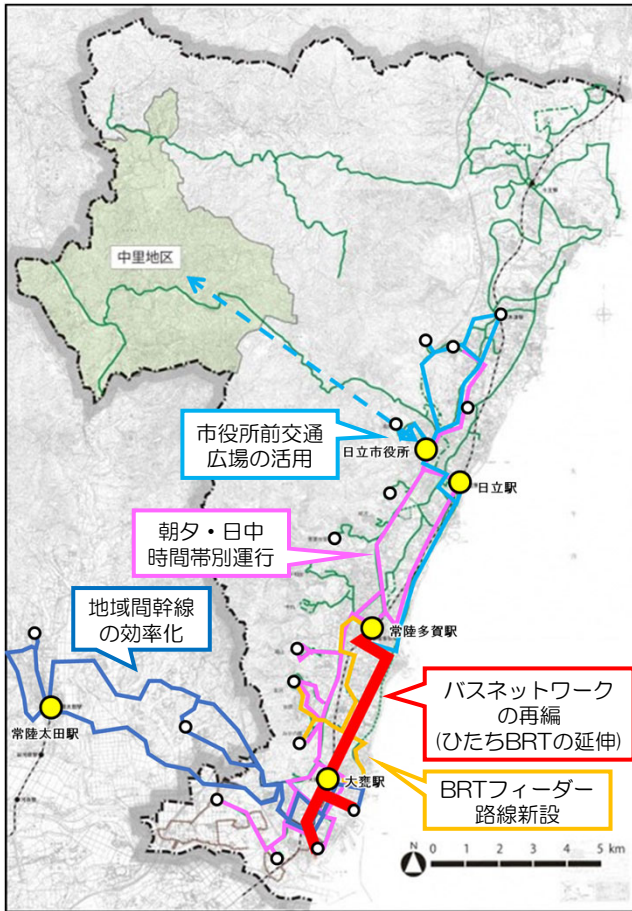 中里地区
市役所前交通
広場の活用
日立市役所
日立駅
朝夕・日中
時間帯別運行
地域間幹線
の効率化
常陸多賀駅
常陸太田駅
バスネットワーク
の再編
(ひたちBRTの延伸)
大甕駅
BRTフィーダー
路線新設
N
0 1 2 3 4 5 km